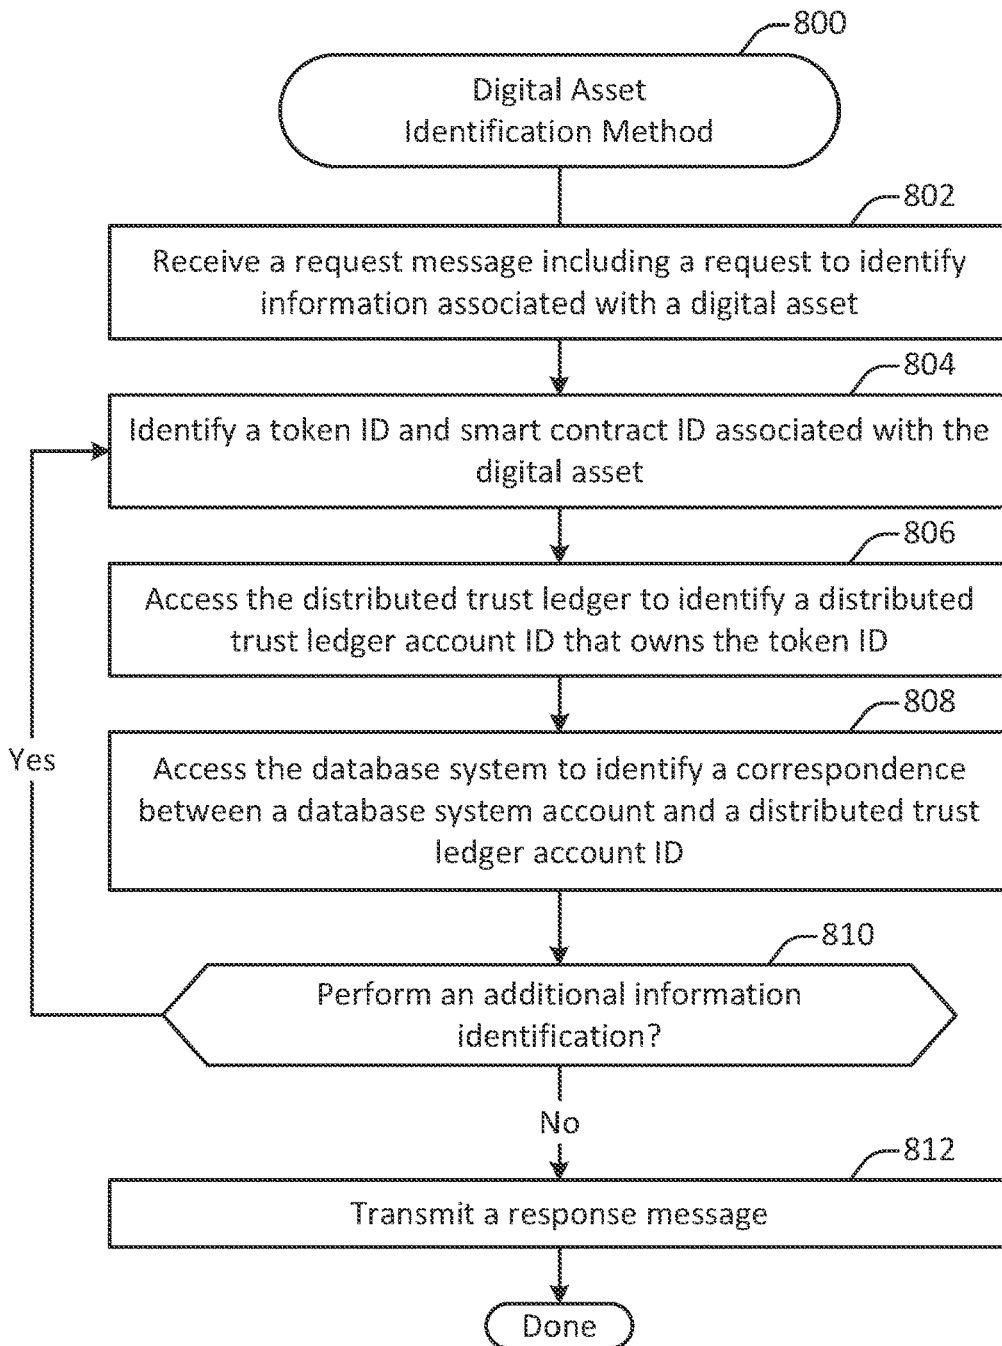 800
Digital Asset
Identification Method
802
Receive a request message including a request to identify
information associated with a digital asset
804
Identify a token ID and smart contract ID associated with the
digital asset
806
Access the distributed trust ledger to identify a distributed
trust ledger account ID that owns the token ID
808
Access the database system to identify a correspondence
between a database system account and a distributed trust
ledger account ID
Yes
810
Perform an additional information
identification?
No
812
Transmit a response message
Done